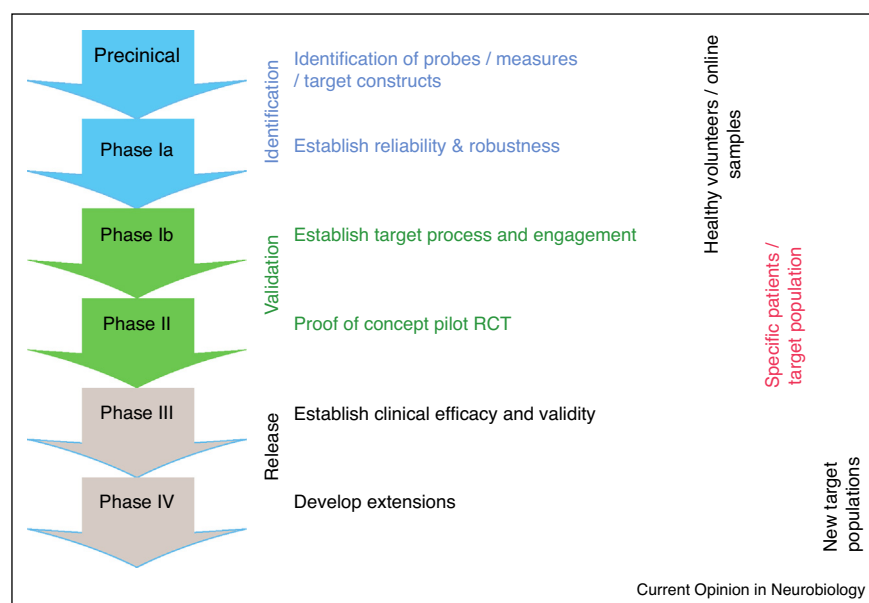 Precinical
Identification of probes / measures
/ target constructs
Identification
Phase Ia
Establish reliability & robustness
Healthy volunteers / online
samples
Phase Ib
Establish target process and engagement
Validation
Phase II
Proof of concept pilot RCT
Specific patients /
target population
Phase III
Establish clinical efficacy and validity
Release
Phase IV
Develop extensions
New target
populations
Current Opinion in Neurobiology